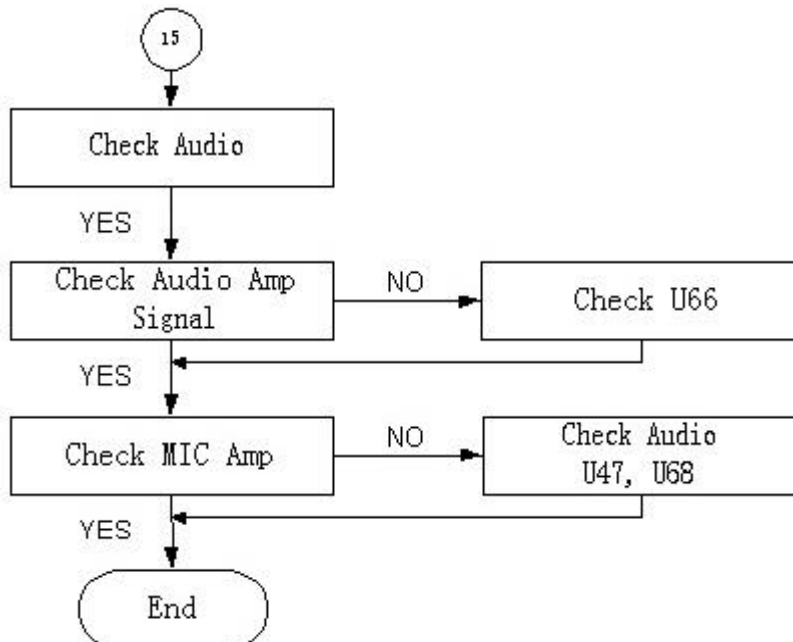 15
Check Audio
YES
Check Audio Amp
Signal
NO
Check U66
YES
Check MIC Amp
NO
Check Audio
U47, U68
YES
End